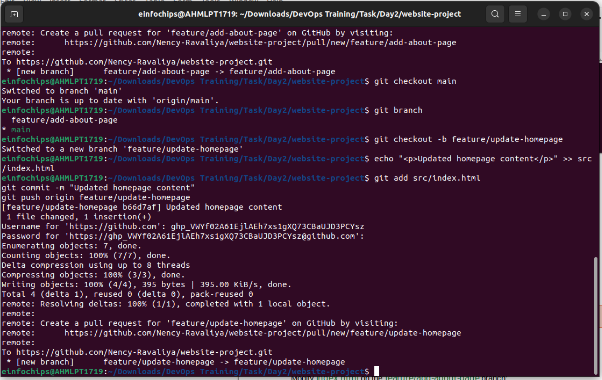 einfochips@AHMLPT1719: ~/Downloads/DevOps Training/Task/Day2/website-project
remote: Create a pull request for 'feature/add-about-page' on GitHub by visiting:
remote:      https://github.com/Nency-Ravaliya/website-project/pull/new/feature/add-about-page
remote:
To https://github.com/Nency-Ravaliya/website-project.git
 * [new branch]      feature/add-about-page -> feature/add-about-page
einfochips@AHMLPT1719:~/Downloads/DevOps Training/Task/Day2/website-project$ git checkout main
Switched to branch 'main'
Your branch is up to date with 'origin/main'.
einfochips@AHMLPT1719:~/Downloads/DevOps Training/Task/Day2/website-project$ git branch
  feature/add-about-page
* main
einfochips@AHMLPT1719:~/Downloads/DevOps Training/Task/Day2/website-project$ git checkout -b feature/update-homepage
Switched to a new branch 'feature/update-homepage'
einfochips@AHMLPT1719:~/Downloads/DevOps Training/Task/Day2/website-project$ echo "<p>Updated homepage content</p>" >> src
/index.html
einfochips@AHMLPT1719:~/Downloads/DevOps Training/Task/Day2/website-project$ git add src/index.html
git commit -m "Updated homepage content"
git push origin feature/update-homepage
[feature/update-homepage b66d7af] Updated homepage content
 1 file changed, 1 insertion(+)
Username for 'https://github.com':
Password for
Enumerating objects: 7, done.
Counting objects: 100% (7/7), done.
Delta compression using up to 8 threads
Compressing objects: 100% (3/3), done.
Writing objects: 100% (4/4), 395 bytes | 395.00 KiB/s, done.
Total 4 (delta 1), reused 0 (delta 0), pack-reused 0
remote: Resolving deltas: 100% (1/1), completed with 1 local object.
remote:
remote: Create a pull request for 'feature/update-homepage' on GitHub by visiting:
remote:      https://github.com/Nency-Ravaliya/website-project/pull/new/feature/update-homepage
remote:
To https://github.com/Nency-Ravaliya/website-project.git
 * [new branch]      feature/update-homepage -> feature/update-homepage
einfochips@AHMLPT1719:~/Downloads/DevOps Training/Task/Day2/website-project$